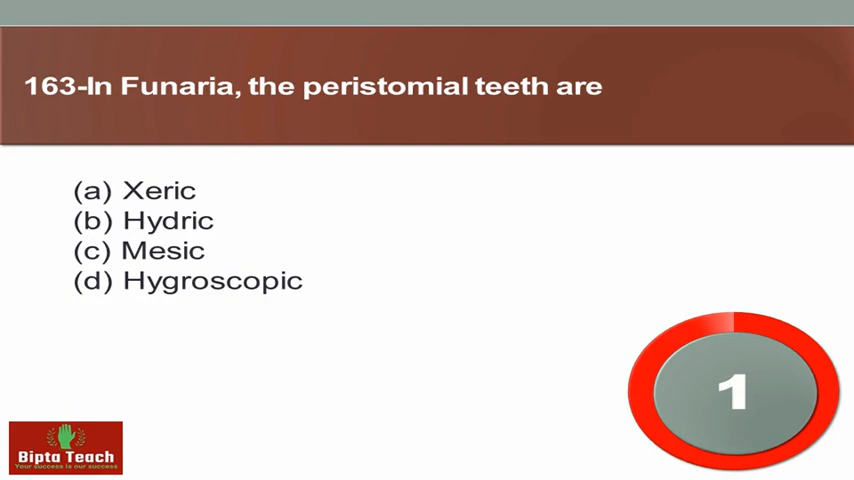 163-In Funaria, the peristomial teeth are
(a) Xeric
(b) Hydric
(c) Mesic
(d) Hygroscopic
1
Bipta Teach
Your success is our success